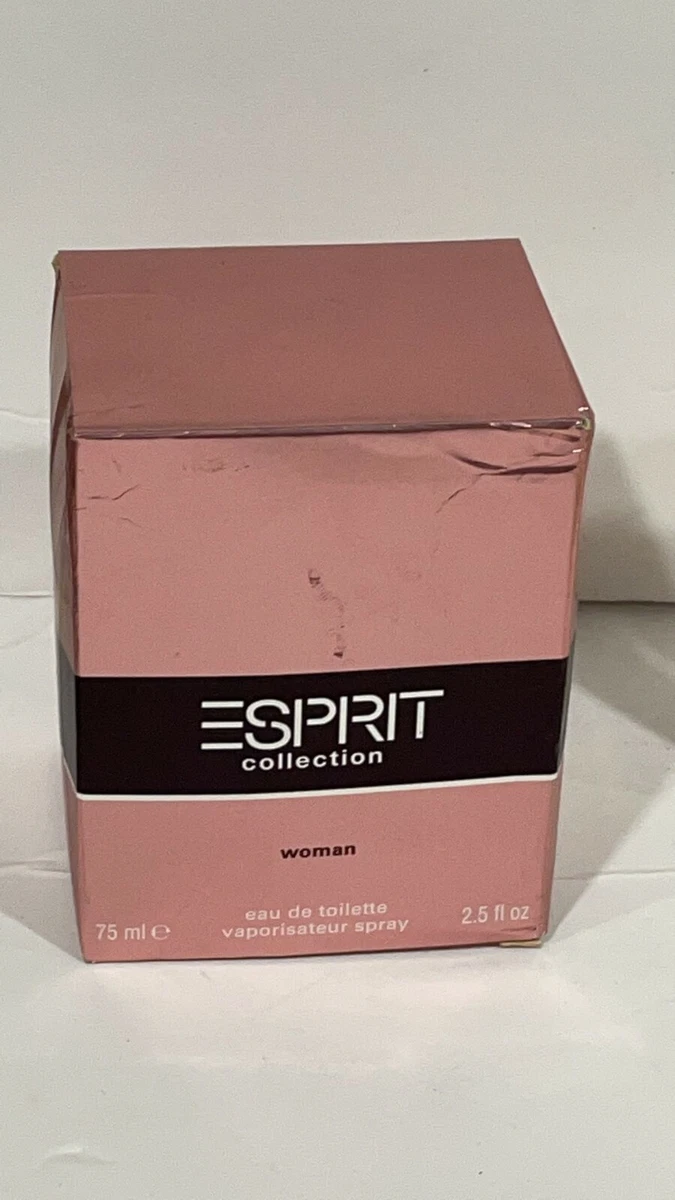 ESPRIT
collection
woman
eau de toilette
75 ml ℮ vaporisateur spray 2.5 fl oz